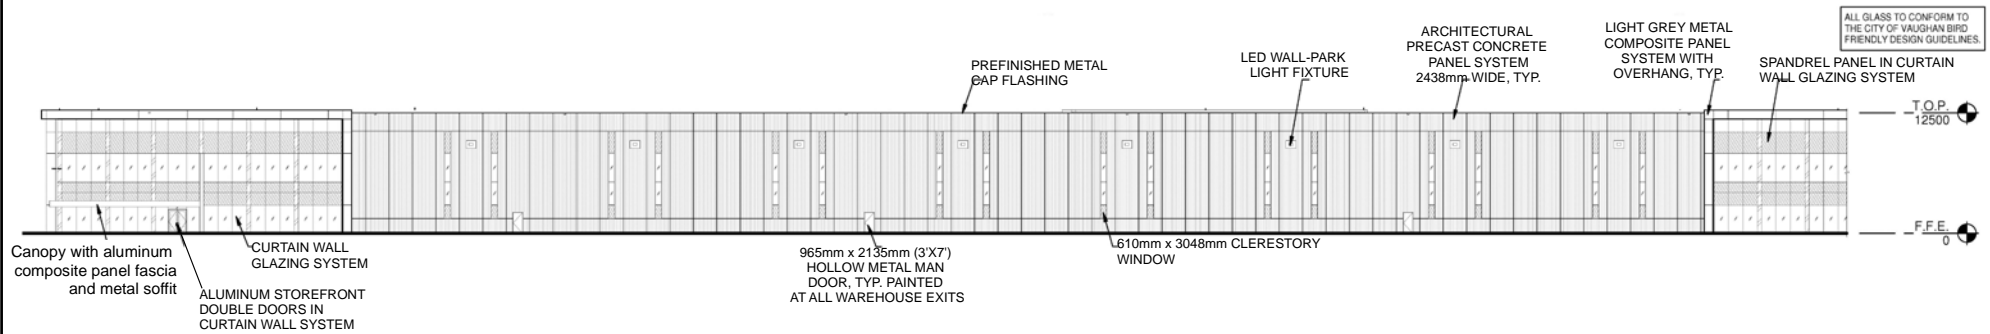 ALL GLASS TO CONFORM TO
THE CITY OF VAUGHAN BIRD
FRIENDLY DESIGN GUIDELINES.
PREFINISHED METAL
CAP FLASHING
LED WALL-PARK
LIGHT FIXTURE
ARCHITECTURAL
PRECAST CONCRETE
PANEL SYSTEM
2438mm WIDE, TYP.
LIGHT GREY METAL
COMPOSITE PANEL
SYSTEM WITH
OVERHANG, TYP.
SPANDREL PANEL IN CURTAIN
WALL GLAZING SYSTEM
T.O.P.
12500
F.F.E.
0
Canopy with aluminum
composite panel fascia
and metal soffit
CURTAIN WALL
GLAZING SYSTEM
ALUMINUM STOREFRONT
DOUBLE DOORS IN
CURTAIN WALL SYSTEM
965mm x 2135mm (3'X7')
HOLLOW METAL MAN
DOOR, TYP. PAINTED
AT ALL WAREHOUSE EXITS
610mm x 3048mm CLERESTORY
WINDOW